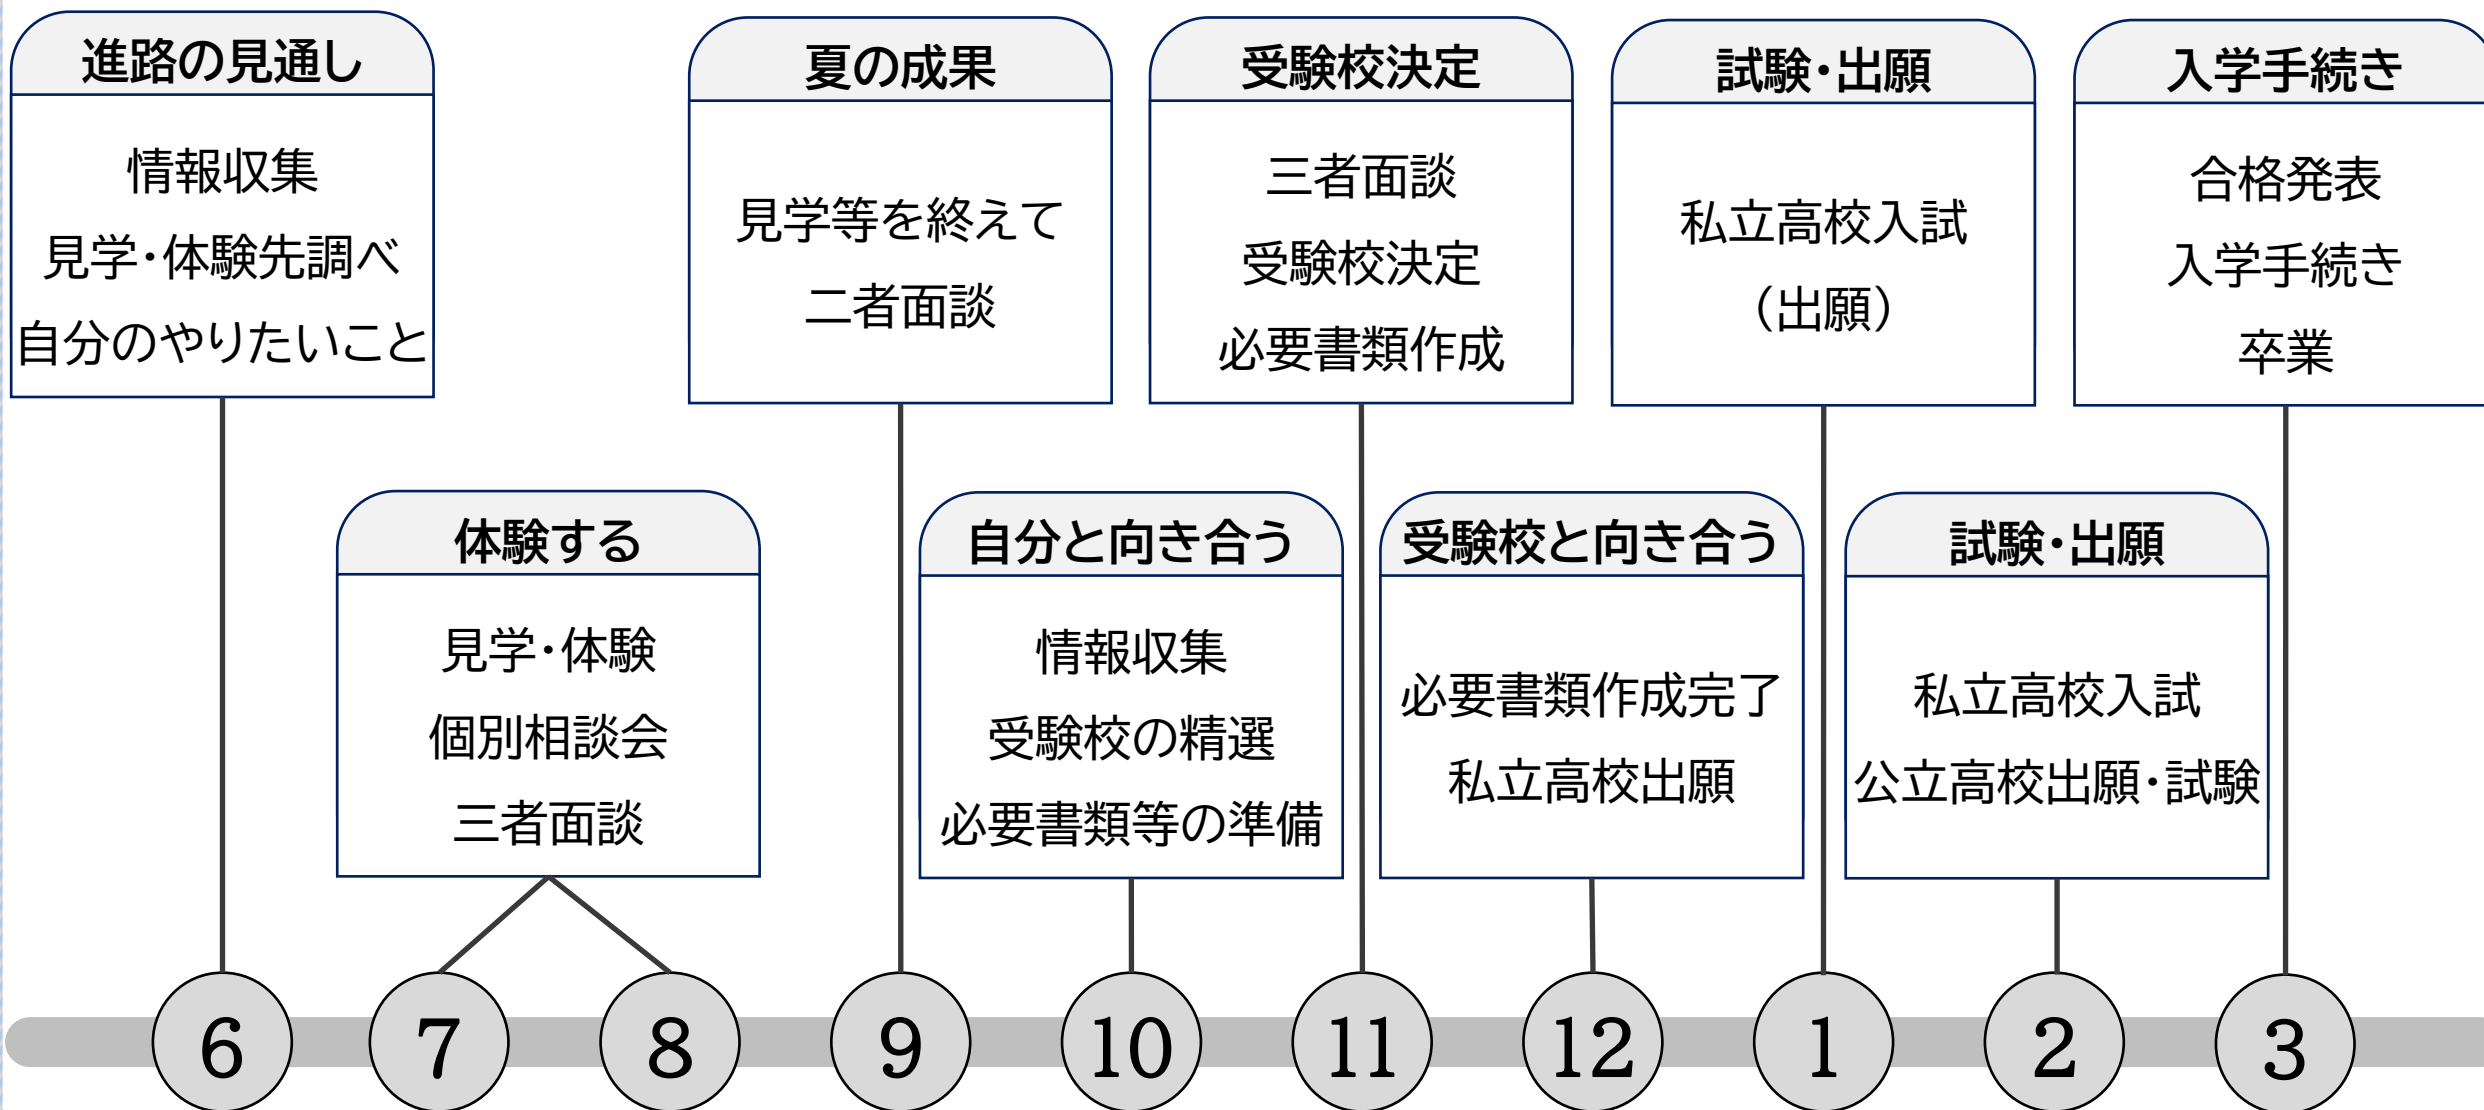 進路の見通し
情報収集
見学・体験先調べ
自分のやりたいこと
夏の成果
見学等を終えて
二者面談
受験校決定
三者面談
受験校決定
必要書類作成
試験・出願
私立高校入試
（出願）
入学手続き
合格発表
入学手続き
卒業
体験する
見学・体験
個別相談会
三者面談
自分と向き合う
情報収集
受験校の精選
必要書類等の準備
受験校と向き合う
必要書類作成完了
私立高校出願
試験・出願
私立高校入試
公立高校出願・試験
6 7 8 9 10 11 12 1 2 3